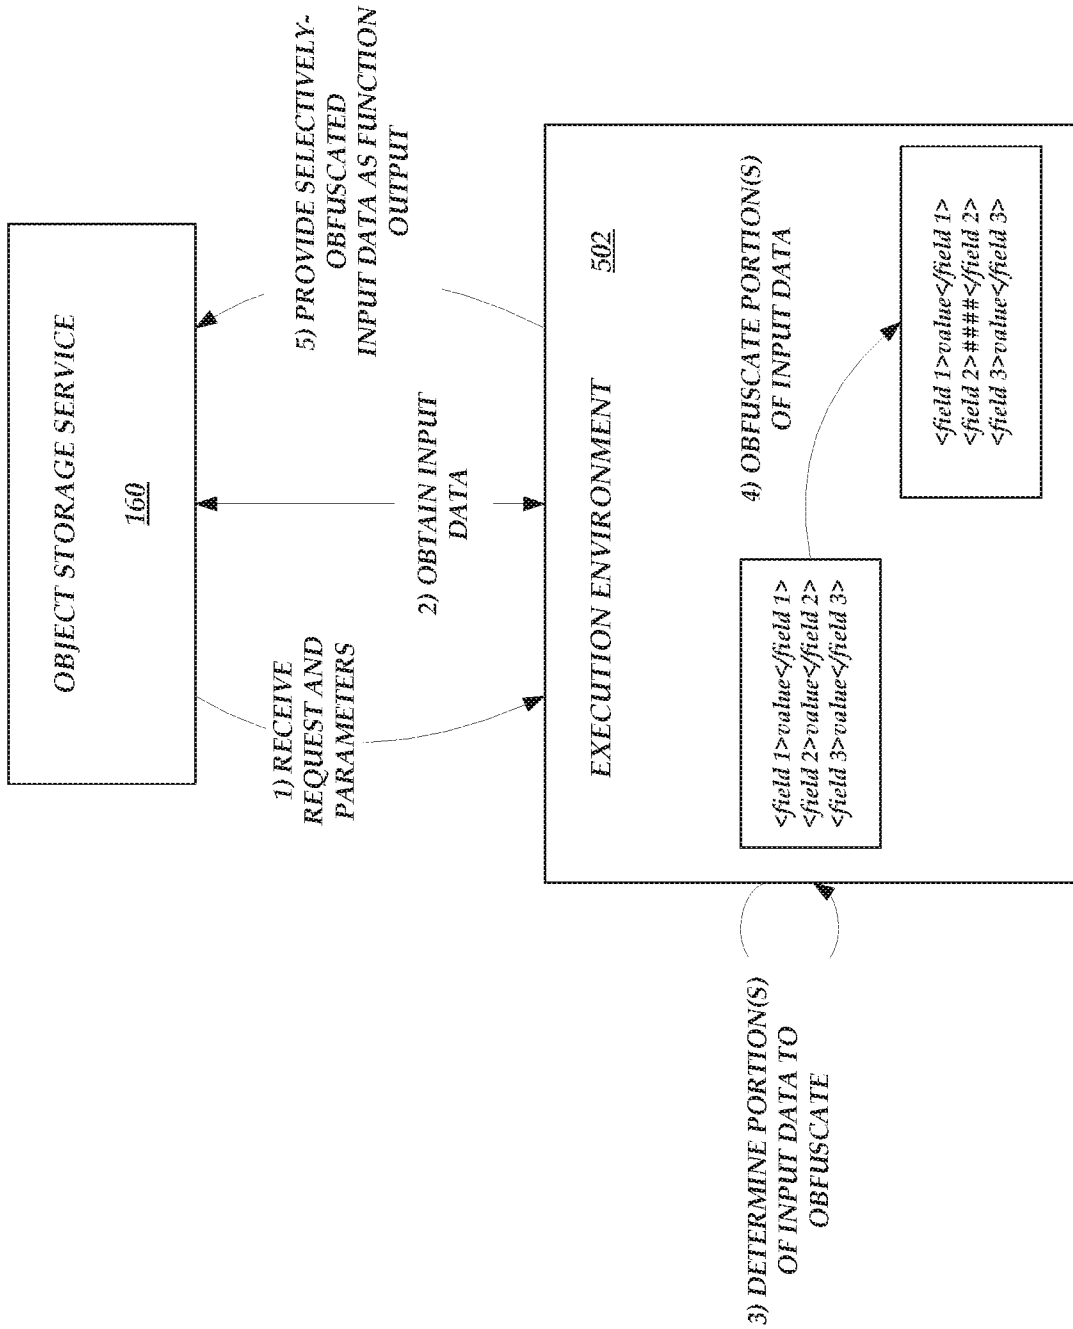 OBJECT STORAGE SERVICE
160
1) RECEIVE
REQUEST AND
PARAMETERS
2) OBTAIN INPUT
DATA
5) PROVIDE SELECTIVELY-
OBFUSCATED
INPUT DATA AS FUNCTION
OUTPUT
EXECUTION ENVIRONMENT
502
3) DETERMINE PORTION(S)
OF INPUT DATA TO
OBFUSCATE
<field 1>value</field 1>
<field 2>value</field 2>
<field 3>value</field 3>
4) OBFUSCATE PORTION(S)
OF INPUT DATA
<field 1>value</field 1>
<field 2>####</field 2>
<field 3>value</field 3>